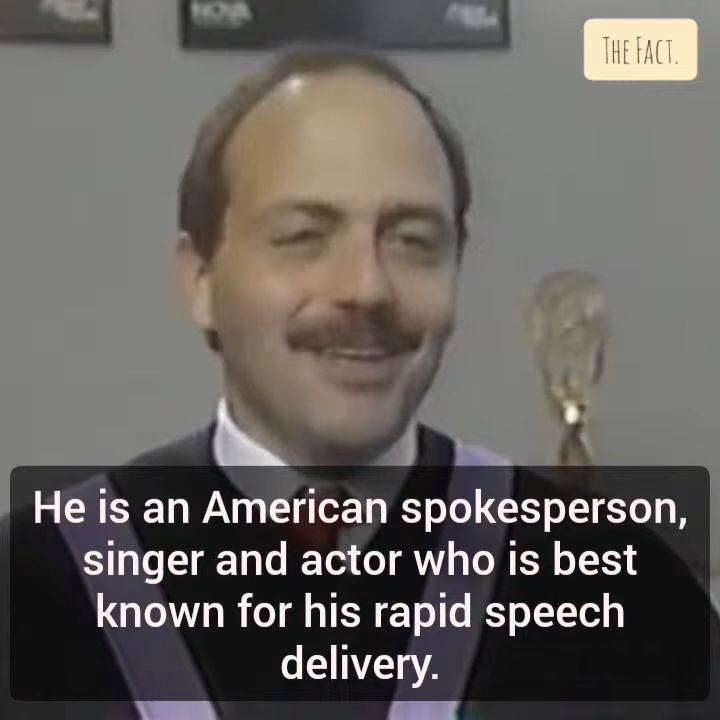 NOVA
THE FACT.
He is an American spokesperson,
singer and actor who is best
known for his rapid speech
delivery.